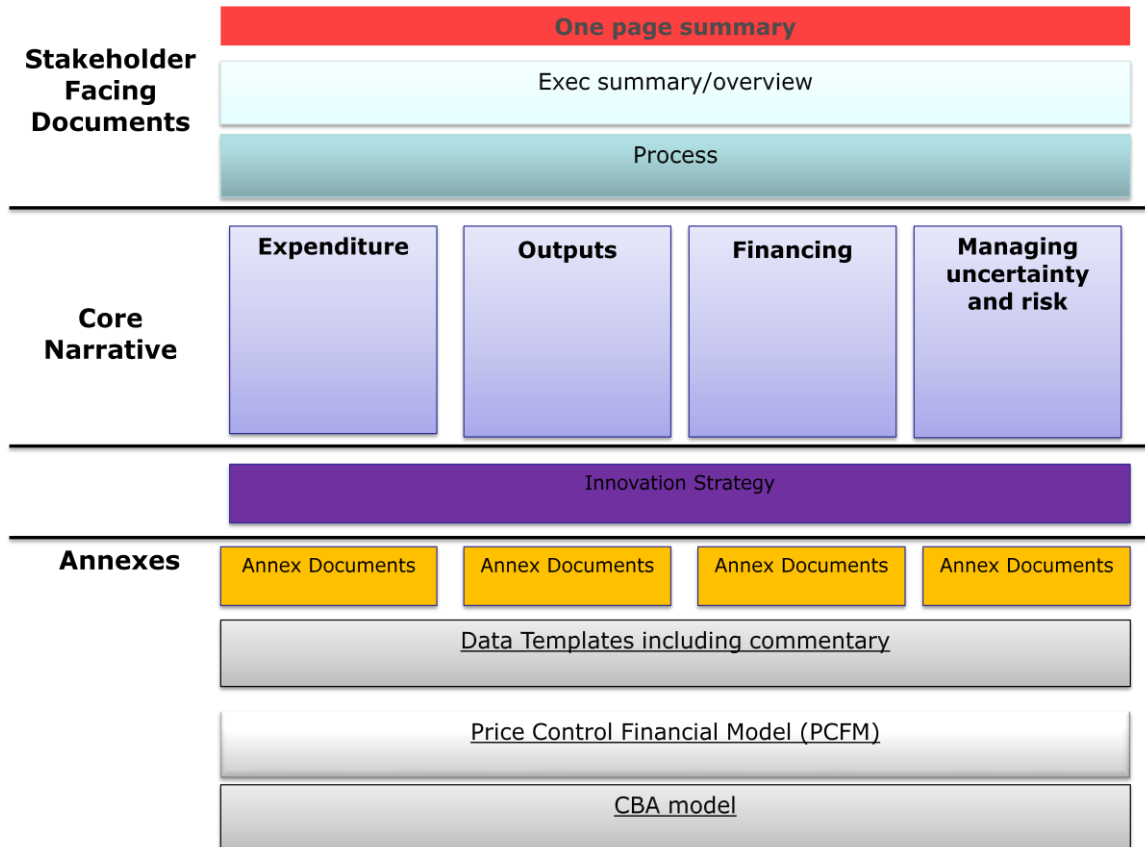 One page summary
Stakeholder
Facing
Documents
Exec summary/overview
Process
Core
Narrative
Expenditure
Outputs
Financing
Managing
uncertainty
and risk
Innovation Strategy
Annexes
Annex Documents
Annex Documents
Annex Documents
Annex Documents
Data Templates including commentary
Price Control Financial Model (PCFM)
CBA model